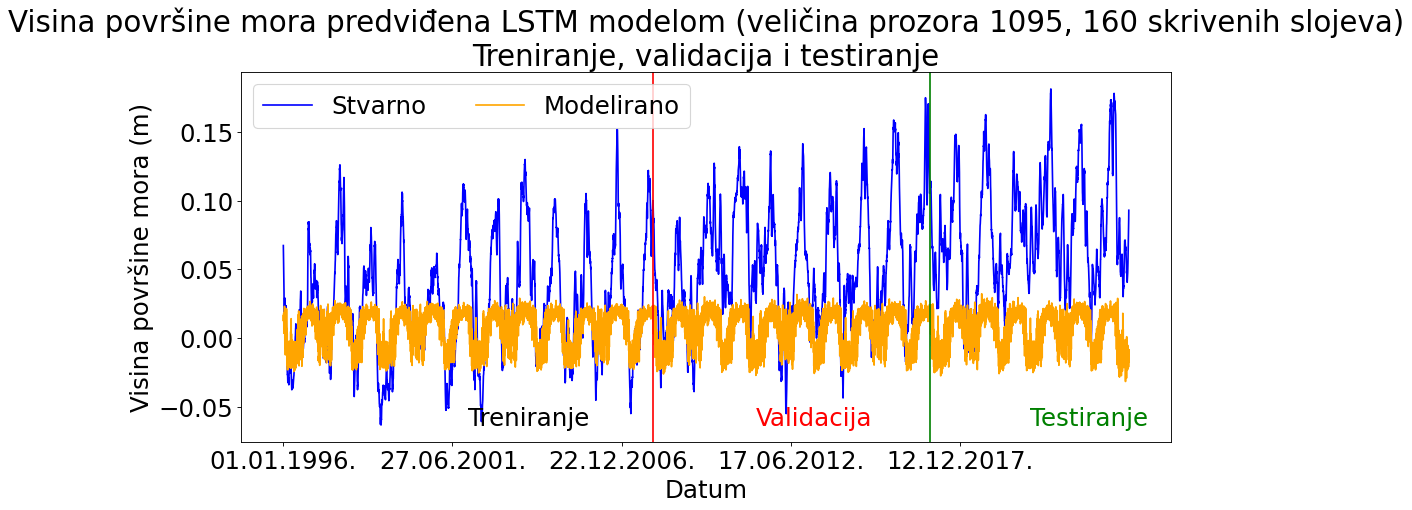 Visina površine mora predviđena LSTM modelom (veličina prozora 1095, 160 skrivenih slojeva)
Treniranje, validacija i testiranje
Stvarno
Modelirano
Visina površine mora (m)
0.15
0.10
0.05
0.00
−0.05
Treniranje
Validacija
Testiranje
01.01.1996.
27.06.2001.
22.12.2006.
17.06.2012.
12.12.2017.
Datum